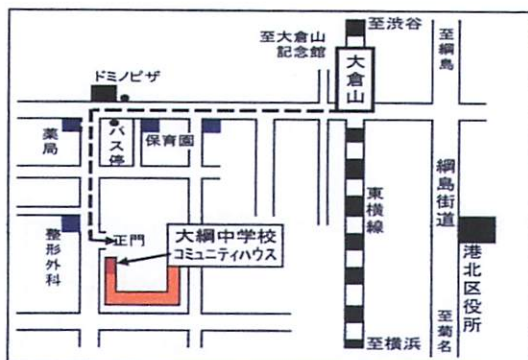 至渋谷
至大倉山
記念館
至綱島
大倉山
ドミノピザ
薬局
バス停
保育園
綱島街道
東横線
整形外科
正門
大綱中学校
コミュニティハウス
港北区役所
至横浜
至菊名